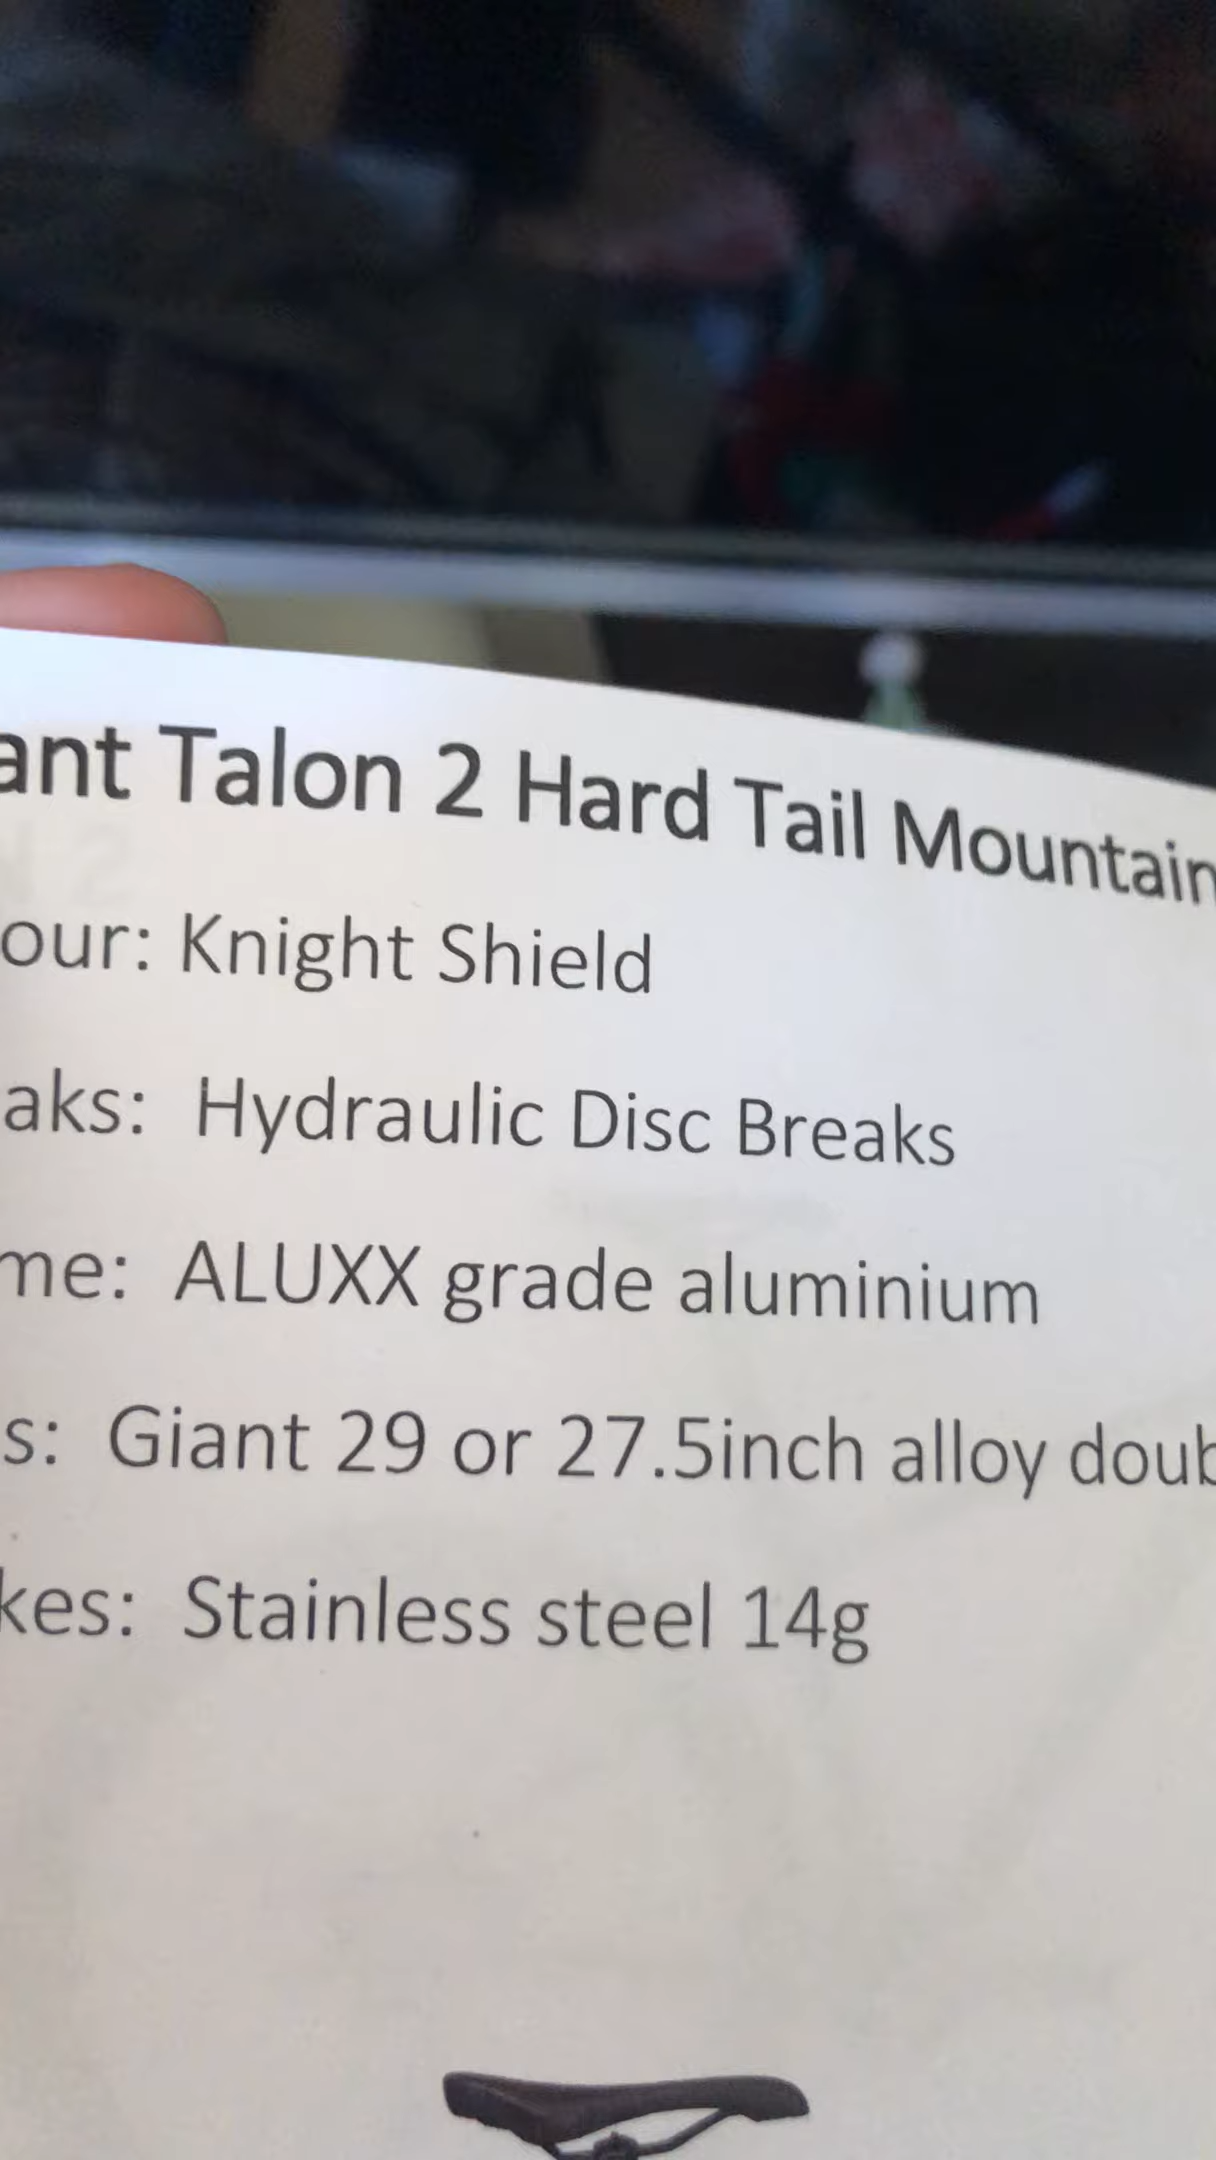 ant Talon 2 Hard Tail Mountain
our: Knight Shield
aks: Hydraulic Disc Breaks
me: ALUXX grade aluminium
s: Giant 29 or 27.5inch alloy doub
kes: Stainless steel 14g